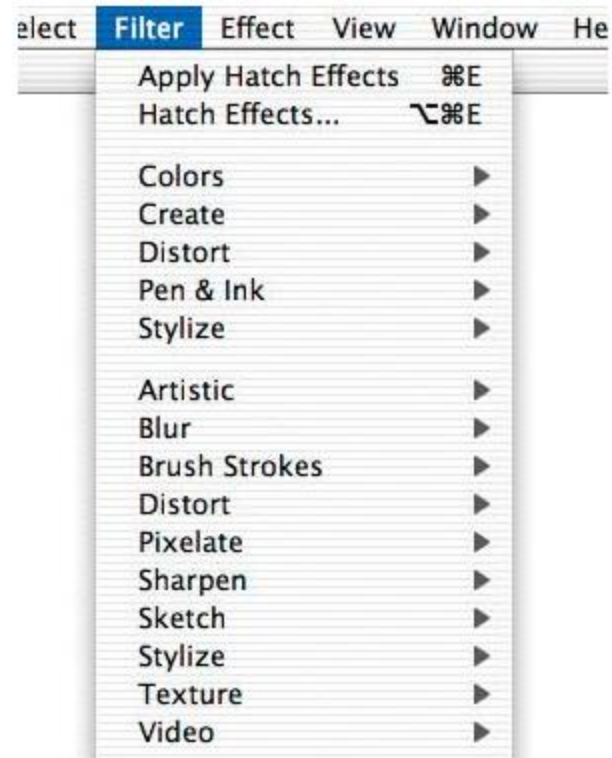 elect Filter Effect View Window He
Apply Hatch Effects ⌘E
Hatch Effects... ⌥⌘E
Colors
Create
Distort
Pen & Ink
Stylize
Artistic
Blur
Brush Strokes
Distort
Pixelate
Sharpen
Sketch
Stylize
Texture
Video